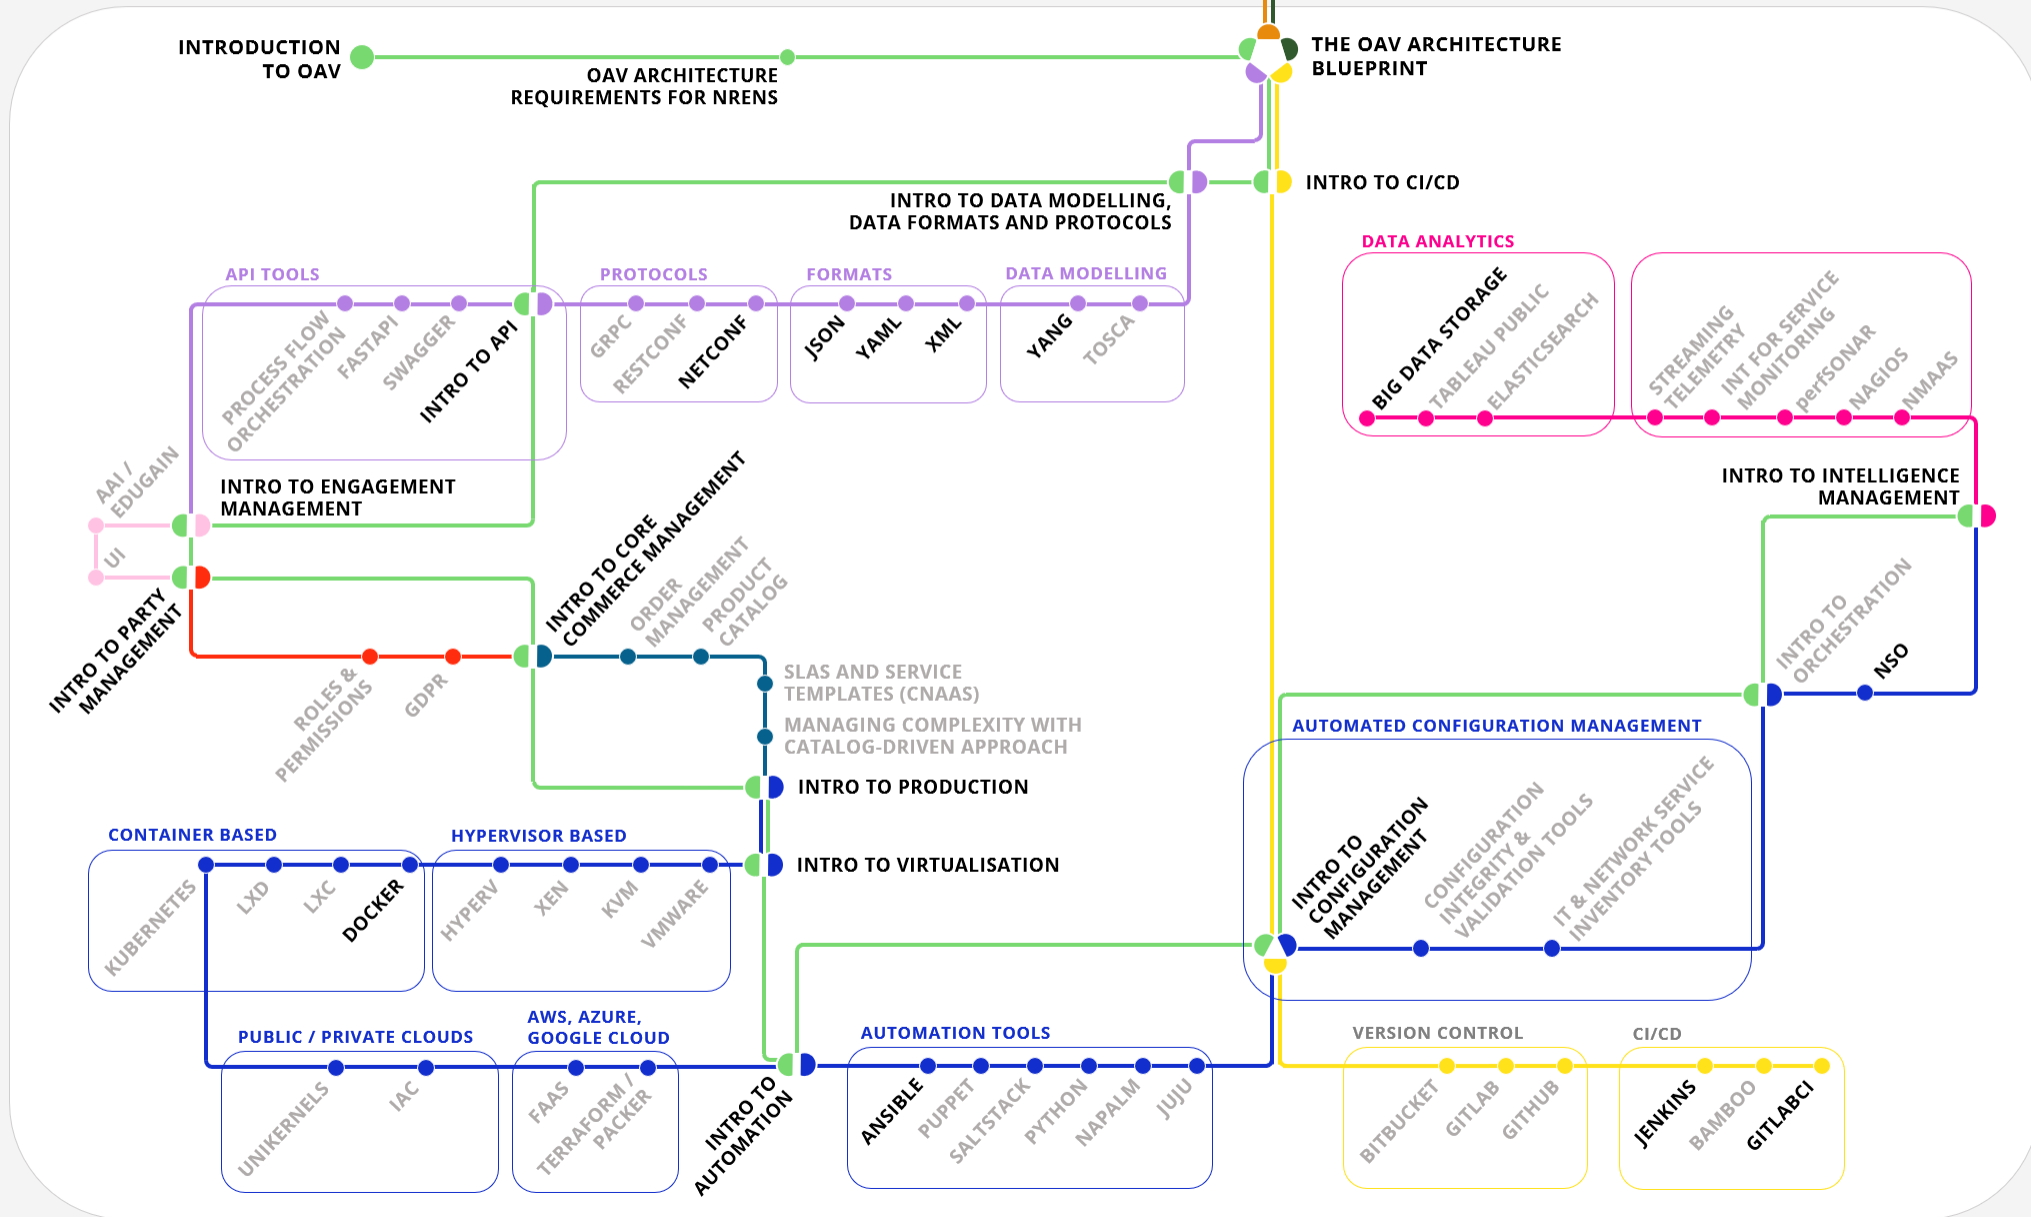 INTRODUCTION
TO OAV
OAV ARCHITECTURE
REQUIREMENTS FOR NRENS
THE OAV ARCHITECTURE
BLUEPRINT
INTRO TO DATA MODELLING,
DATA FORMATS AND PROTOCOLS
INTRO TO CI/CD
API TOOLS
PROCESS FLOW
ORCHESTRATION
FASTAPI
SWAGGER
INTRO TO API
PROTOCOLS
GRPC
RESTCONF
NETCONF
FORMATS
JSON
YAML
XML
DATA MODELLING
YANG
TOSCA
DATA ANALYTICS
BIG DATA STORAGE
TABLEAU PUBLIC
ELASTICSEARCH
STREAMING
TELEMETRY
INT FOR SERVICE
MONITORING
perfSONAR
NAGIOS
NMAAS
AAI /
EDUGAIN
UI
INTRO TO ENGAGEMENT
MANAGEMENT
INTRO TO PARTY
MANAGEMENT
ROLES &
PERMISSIONS
GDPR
INTRO TO CORE
COMMERCE MANAGEMENT
ORDER
MANAGEMENT
PRODUCT
CATALOG
SLAS AND SERVICE
TEMPLATES (CNAAS)
MANAGING COMPLEXITY WITH
CATALOG-DRIVEN APPROACH
INTRO TO PRODUCTION
INTRO TO VIRTUALISATION
INTRO TO INTELLIGENCE
MANAGEMENT
INTRO TO
ORCHESTRATION
NSO
AUTOMATED CONFIGURATION MANAGEMENT
INTRO TO
CONFIGURATION
MANAGEMENT
CONFIGURATION
INTEGRITY &
VALIDATION TOOLS
IT & NETWORK SERVICE
INVENTORY TOOLS
CONTAINER BASED
KUBERNETES
LXD
LXC
DOCKER
HYPERVISOR BASED
HYPERV
XEN
KVM
VMWARE
PUBLIC / PRIVATE CLOUDS
UNIKERNELS
IAC
AWS, AZURE,
GOOGLE CLOUD
FAAS
TERRAFORM /
PACKER
INTRO TO
AUTOMATION
AUTOMATION TOOLS
ANSIBLE
PUPPET
SALTSTACK
PYTHON
NAPALM
JUJU
VERSION CONTROL
BITBUCKET
GITLAB
GITHUB
CI/CD
JENKINS
BAMBOO
GITLABCI